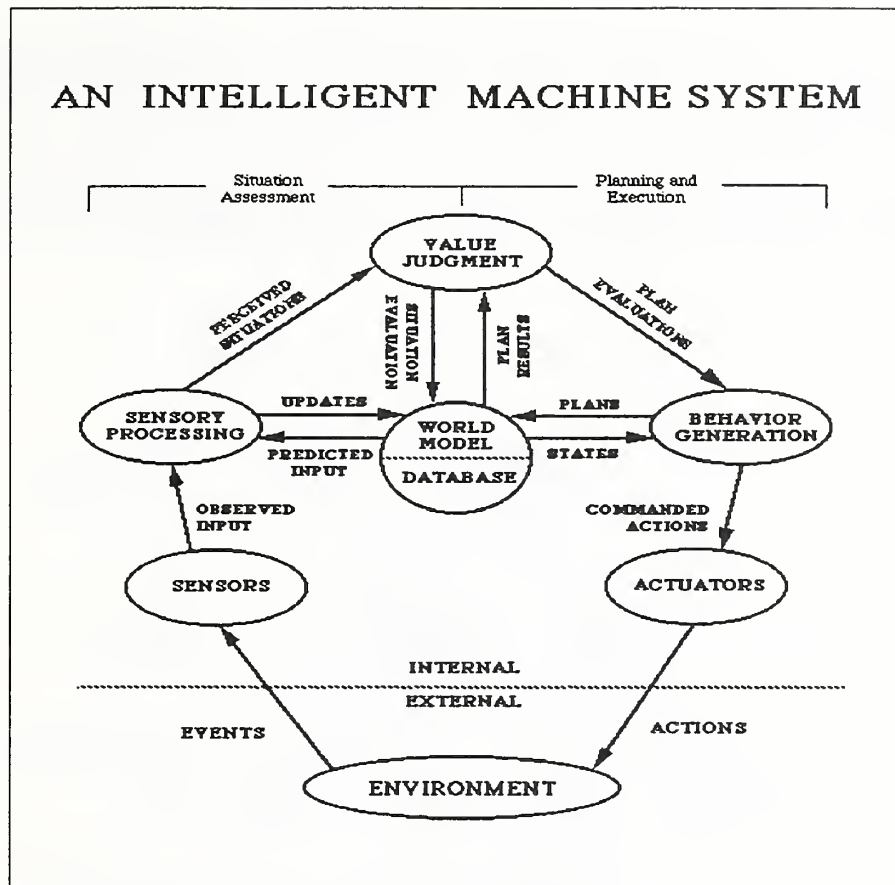 AN INTELLIGENT MACHINE SYSTEM
Situation
Assessment
Planning and
Execution
VALUE
JUDGMENT
PERCEIVED
SITUATIONS
SITUATION
EVALUATION
PLAN
RESULTS
PLAN
EVALUATIONS
SENSORY
PROCESSING
UPDATES
PREDICTED
INPUT
WORLD
MODEL
DATABASE
PLANS
STATES
BEHAVIOR
GENERATION
OBSERVED
INPUT
COMMANDED
ACTIONS
SENSORS
ACTUATORS
INTERNAL
EXTERNAL
EVENTS
ACTIONS
ENVIRONMENT